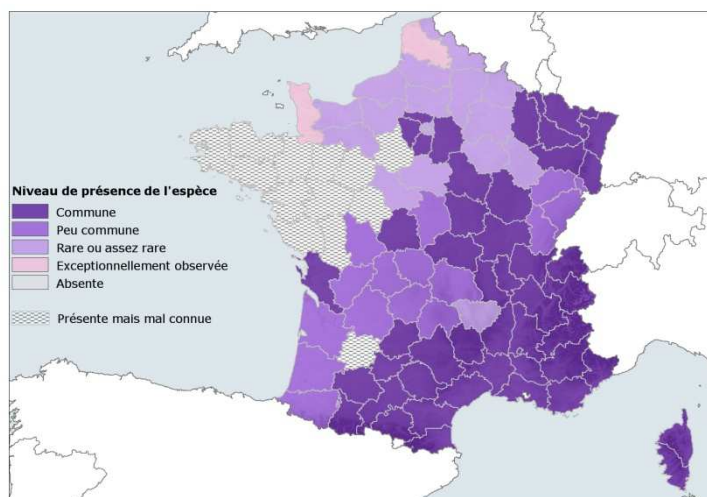 Niveau de présence de l'espèce
Commune
Peu commune
Rare ou assez rare
Exceptionnellement observée
Absente
Présente mais mal connue